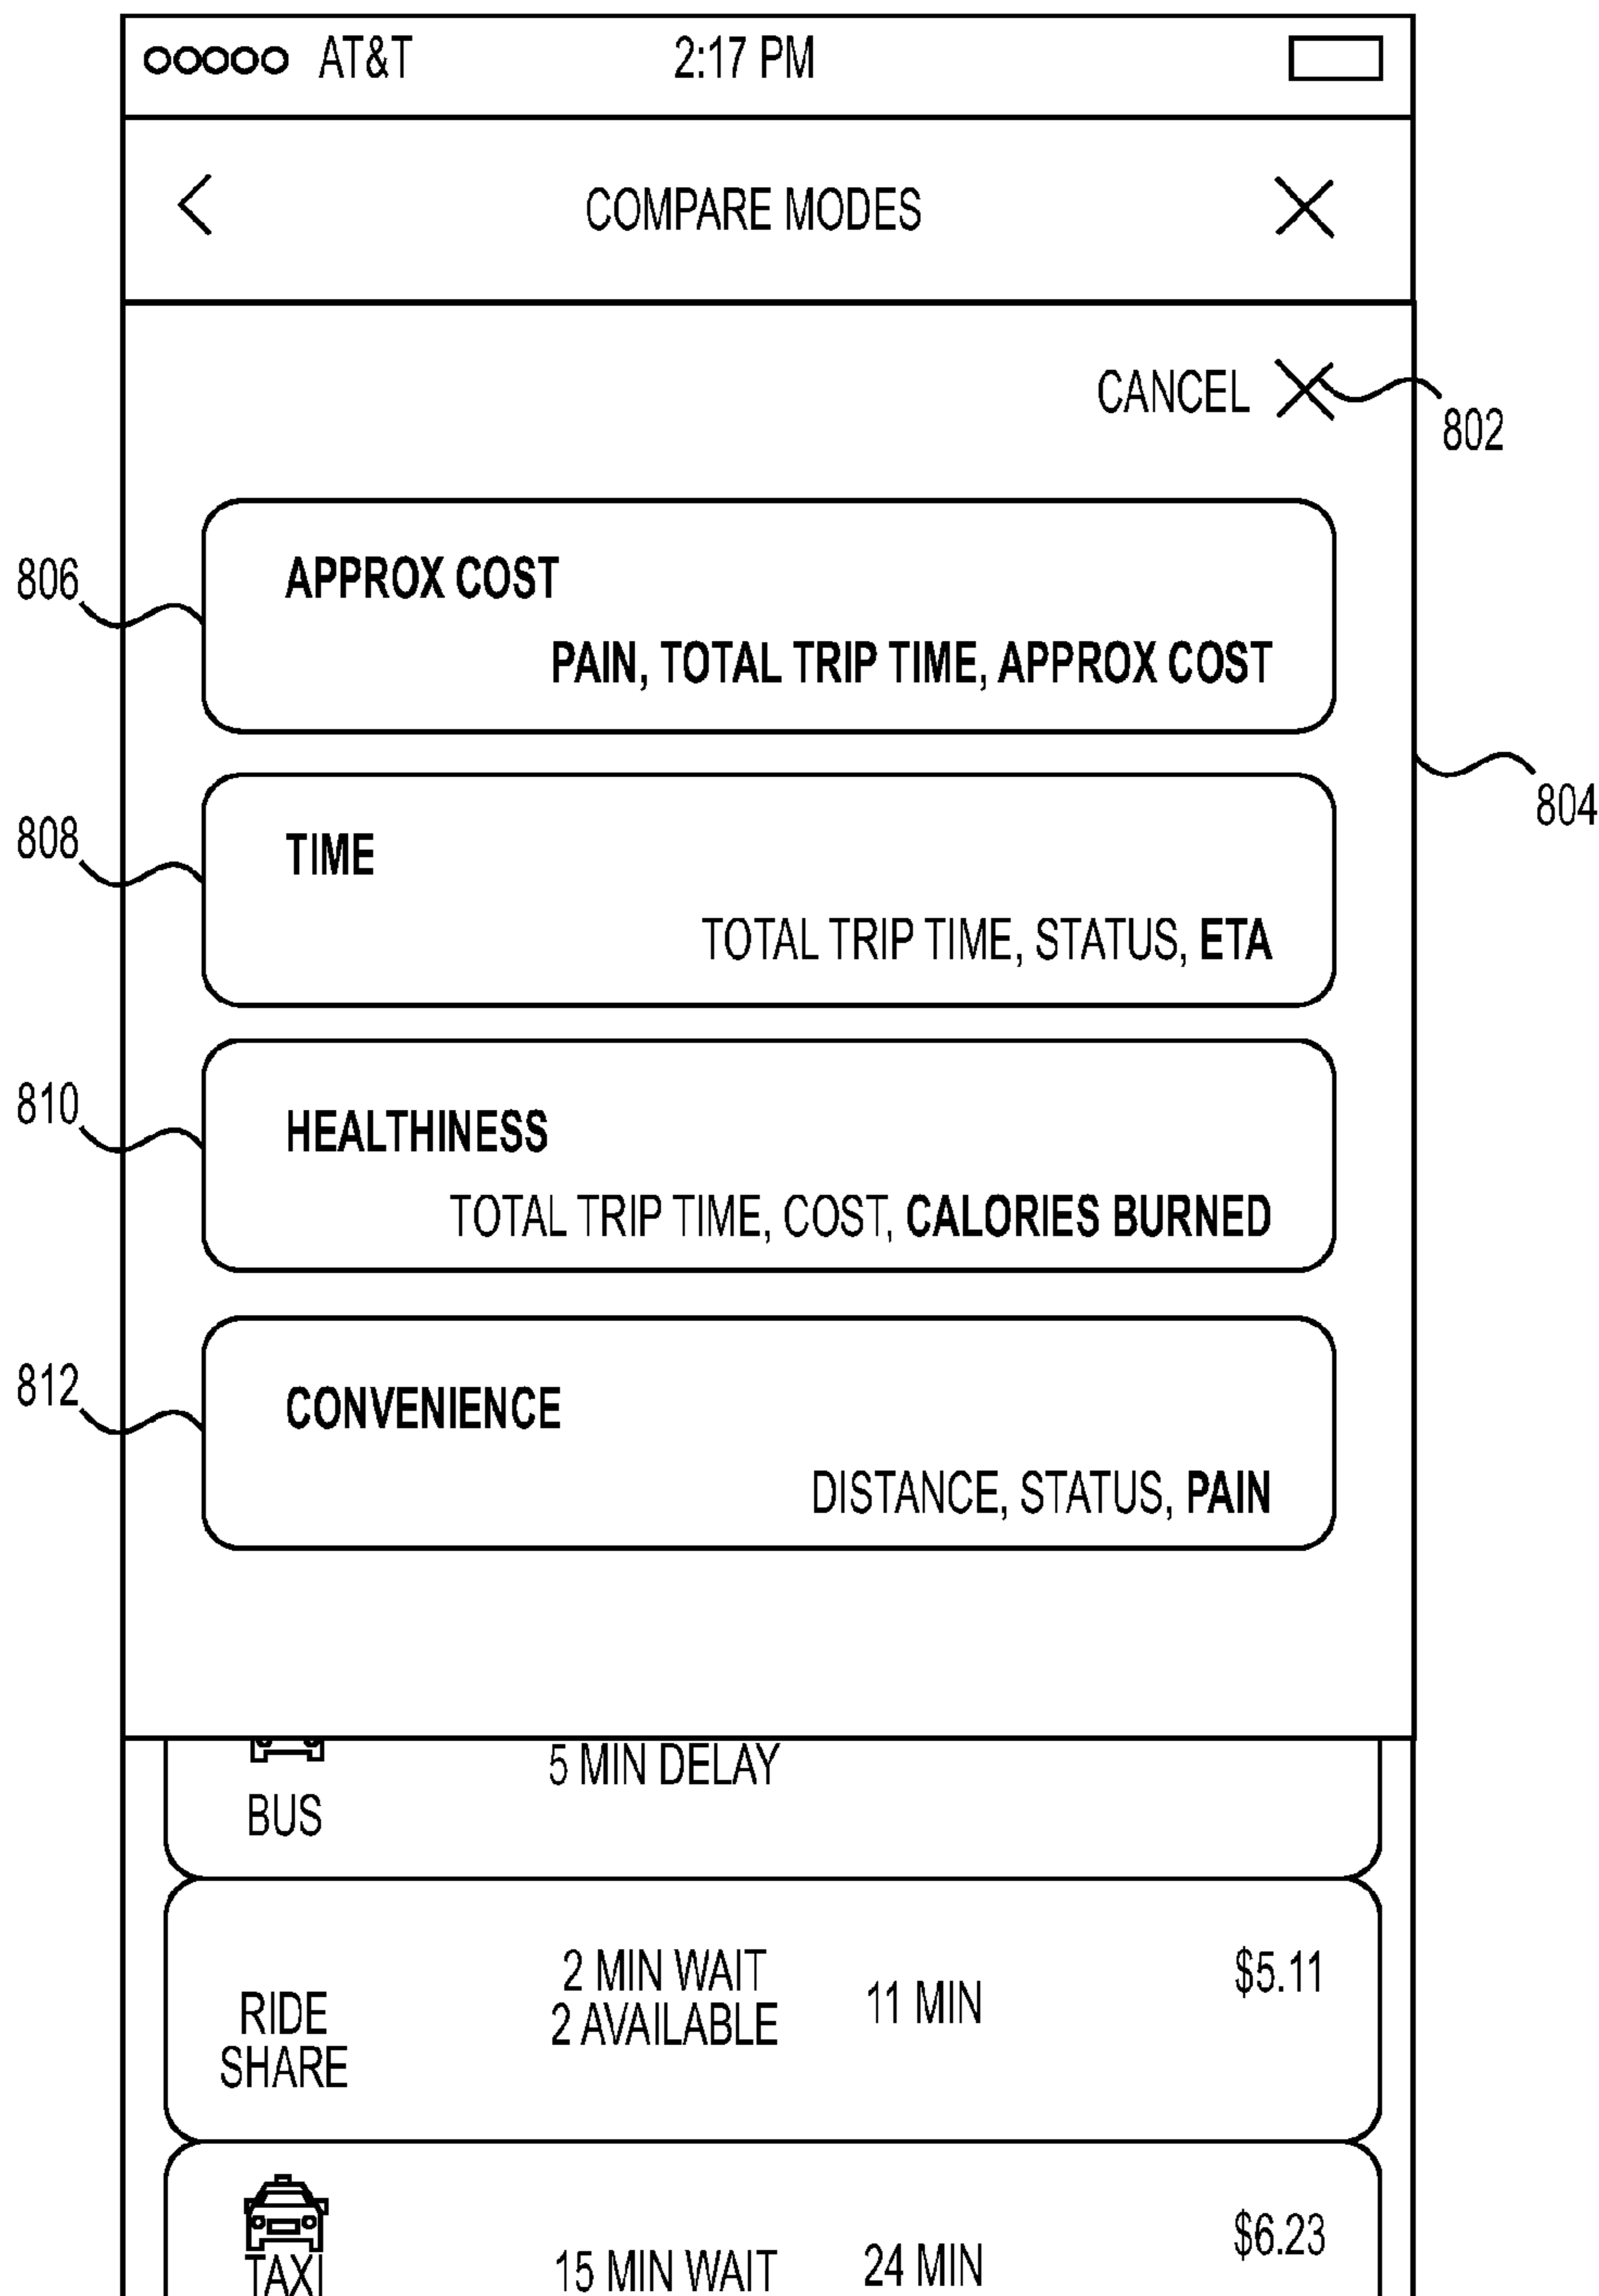 AT&T 2:17 PM
COMPARE MODES
CANCEL
802
806
APPROX COST
PAIN, TOTAL TRIP TIME, APPROX COST
804
808
TIME
TOTAL TRIP TIME, STATUS, ETA
810
HEALTHINESS
TOTAL TRIP TIME, COST, CALORIES BURNED
812
CONVENIENCE
DISTANCE, STATUS, PAIN
5 MIN DELAY
BUS
2 MIN WAIT
2 AVAILABLE
11 MIN
$5.11
RIDE
SHARE
$6.23
TAXI
15 MIN WAIT
24 MIN